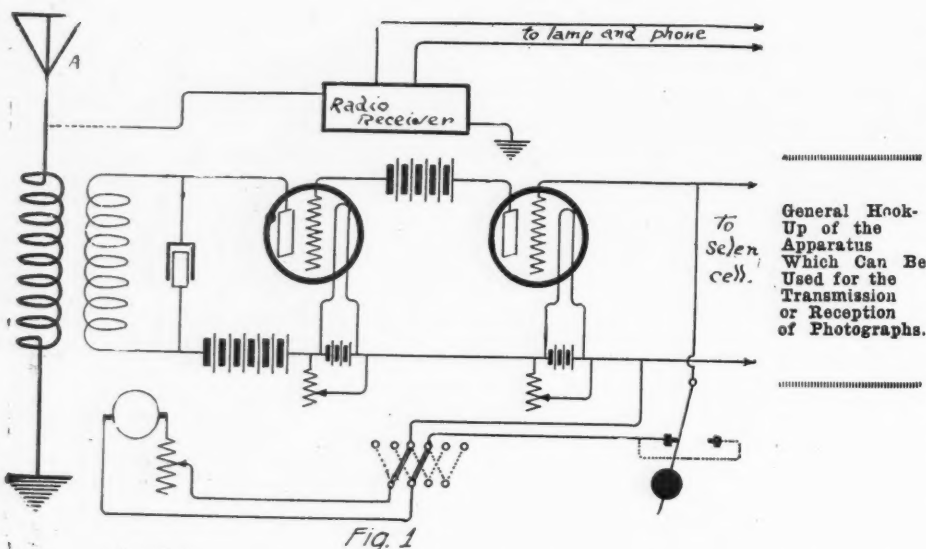 A
to lamp and phone
Radio
Receiver
to
selen
cell.
General Hook-
Up of the
Apparatus
Which Can Be
Used for the
Transmission
or Reception
of Photographs.
Fig. 1